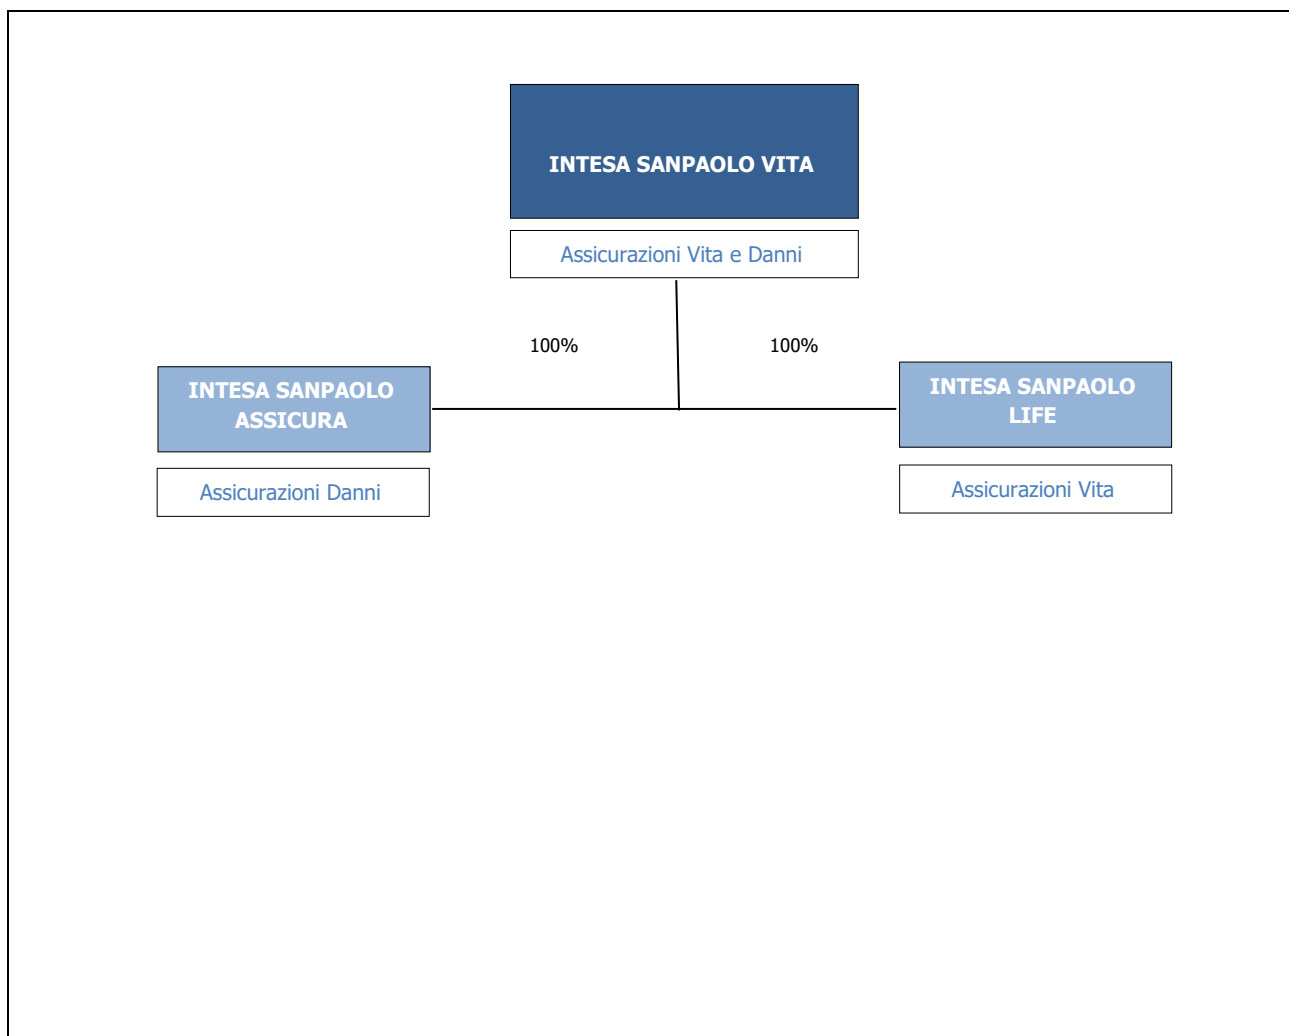 INTESA SANPAOLO VITA
Assicurazioni Vita e Danni
100%
100%
INTESA SANPAOLO
ASSICURA
Assicurazioni Danni
INTESA SANPAOLO
LIFE
Assicurazioni Vita